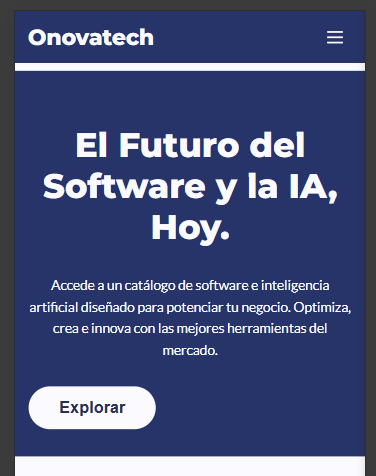 Onovatech
El Futuro del
Software y la IA,
Hoy.
Accede a un catálogo de software e inteligencia
artificial diseñado para potenciar tu negocio. Optimiza,
crea e innova con las mejores herramientas del
mercado.
Explorar